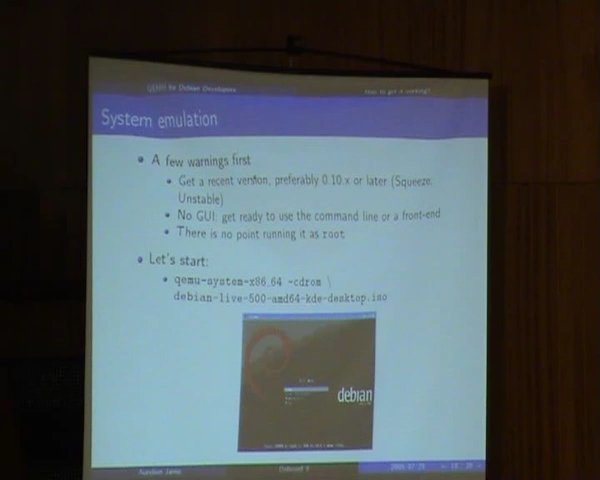 QEMU for Debian Developers
How to get it working?
System emulation
A few warnings first
Get a recent version, preferably 0.10.x or later (Squeeze,
Unstable)
No GUI: get ready to use the command line or a front-end
There is no point running it as root
Let's start:
qemu-system-x86_64 -cdrom \
debian-live-500-amd64-kde-desktop.iso
debian
Aurelien Jarno